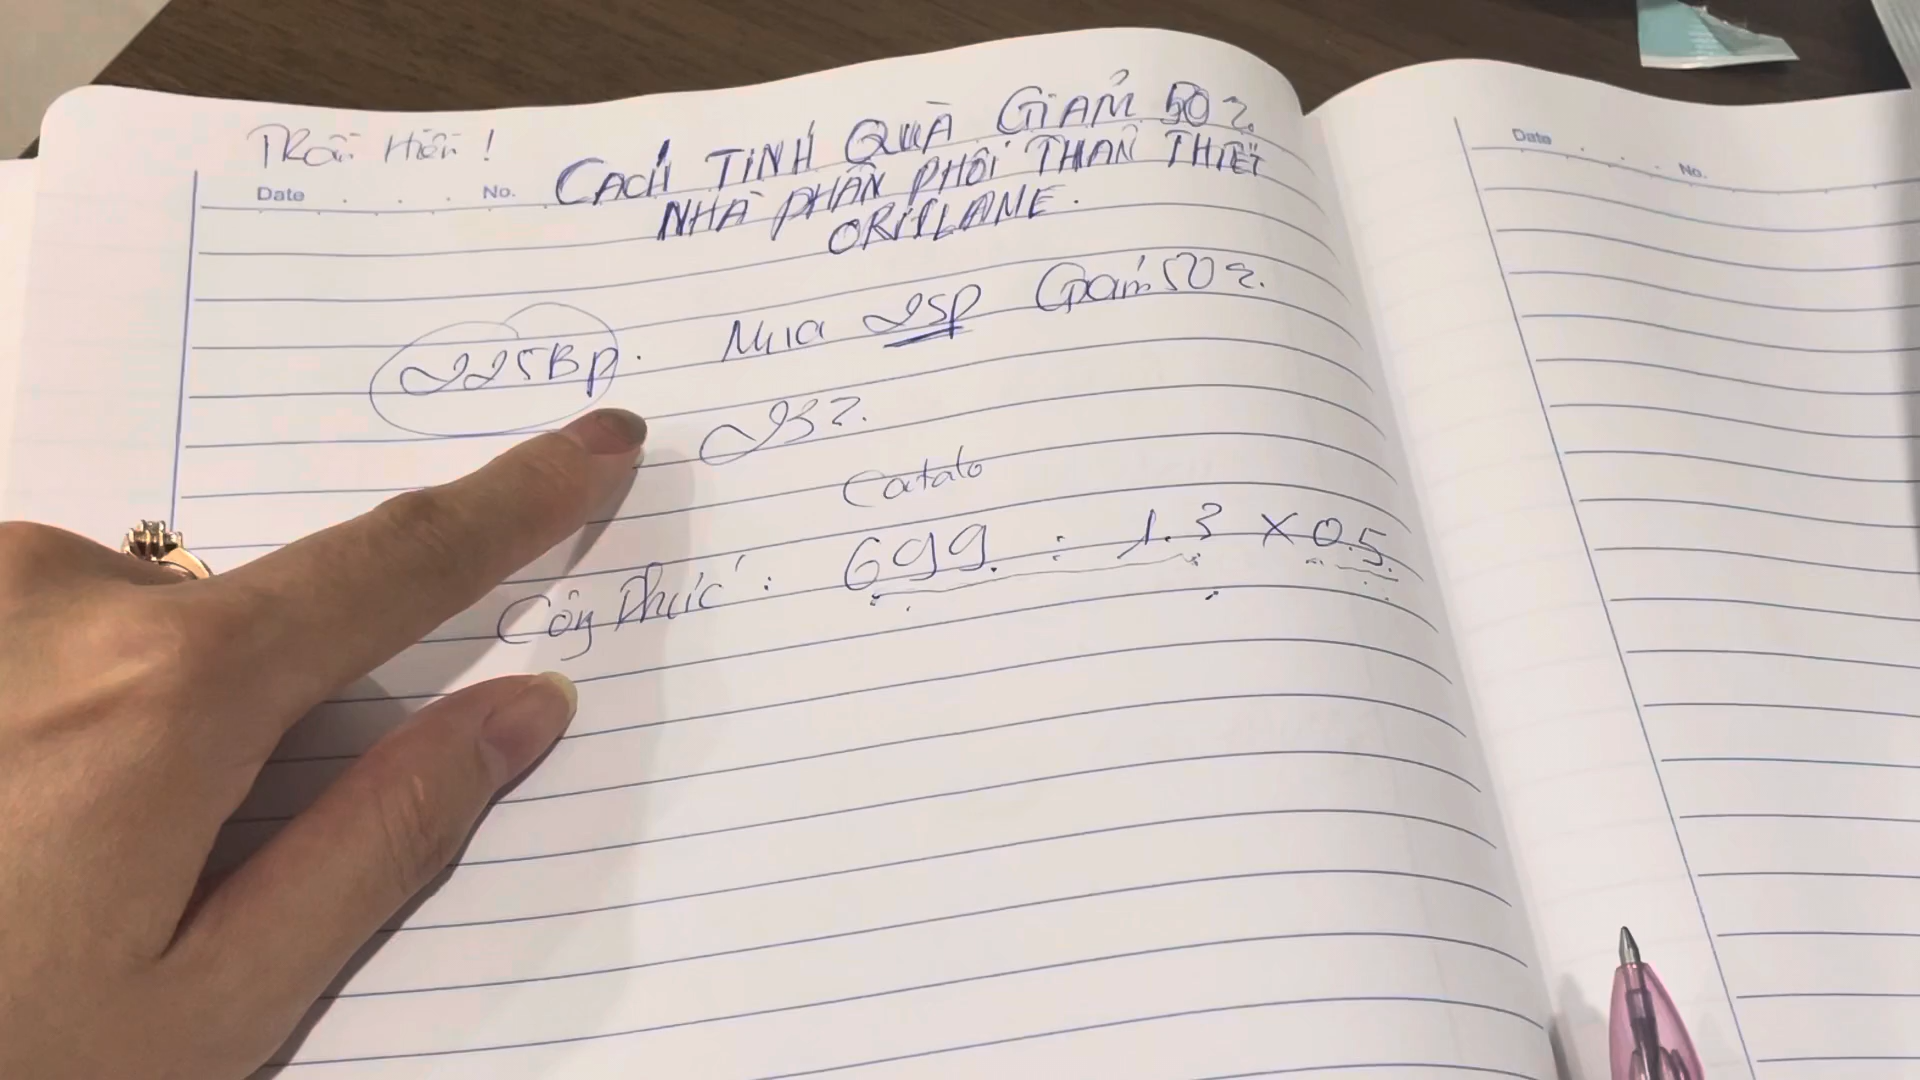 Trần Hiền!
Date No.
CÁCH TÍNH QUÀ GIẢM 50%
NHÀ PHÂN PHỐI THÂN THIẾT
ORIFLAME.
225Bp. Mua 2SP Giảm 50%.
23%.
Catalo
Công thức: 699 : 1.3 x 0.5
Date
No.